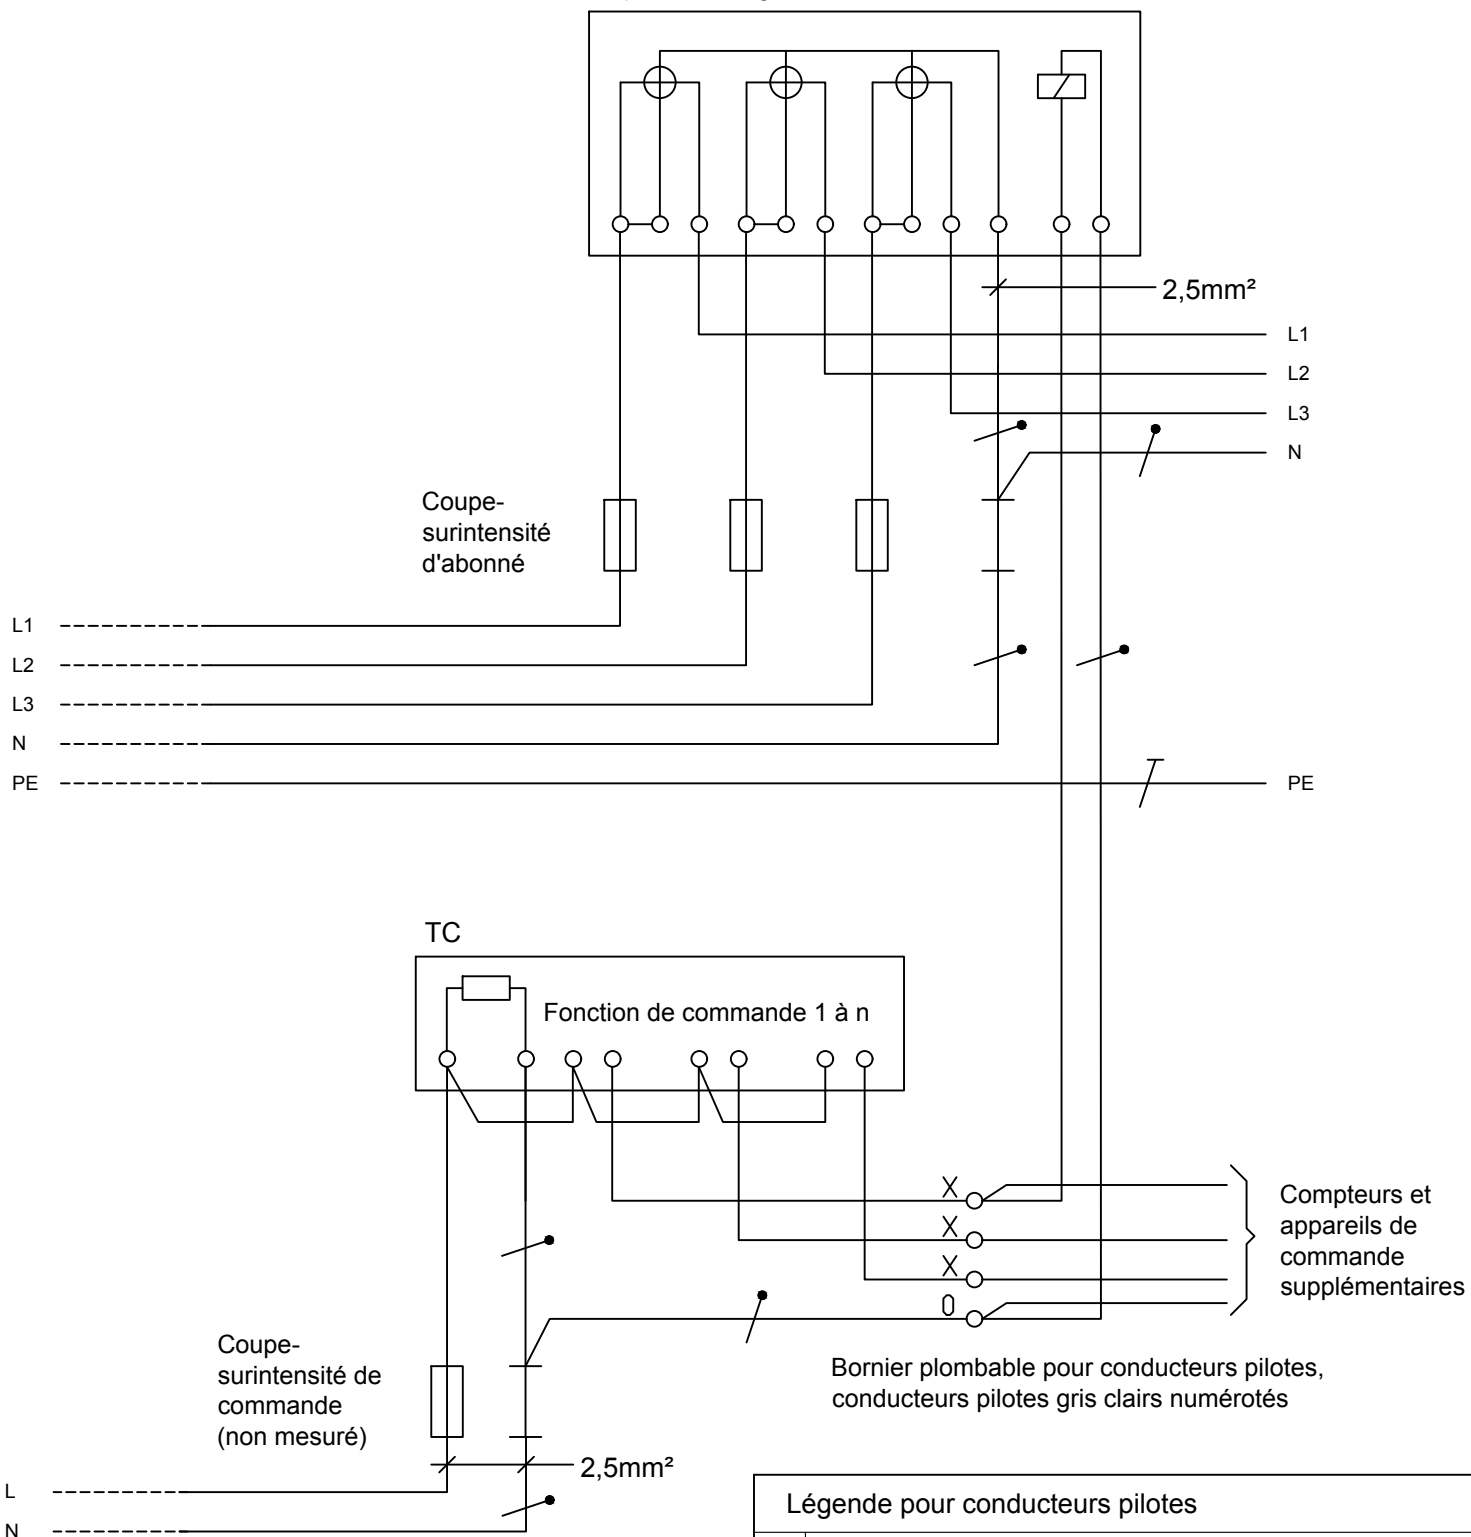 2,5mm²
L1
L2
L3
N
Coupe-
surintensité
d'abonné
L1
L2
L3
N
PE
PE
TC
Fonction de commande 1 à n
X
X
X
0
Compteurs et
appareils de
commande
supplémentaires
Coupe-
surintensité de
commande
(non mesuré)
Bornier plombable pour conducteurs pilotes,
conducteurs pilotes gris clairs numérotés
2,5mm²
L
N
Légende pour conducteurs pilotes